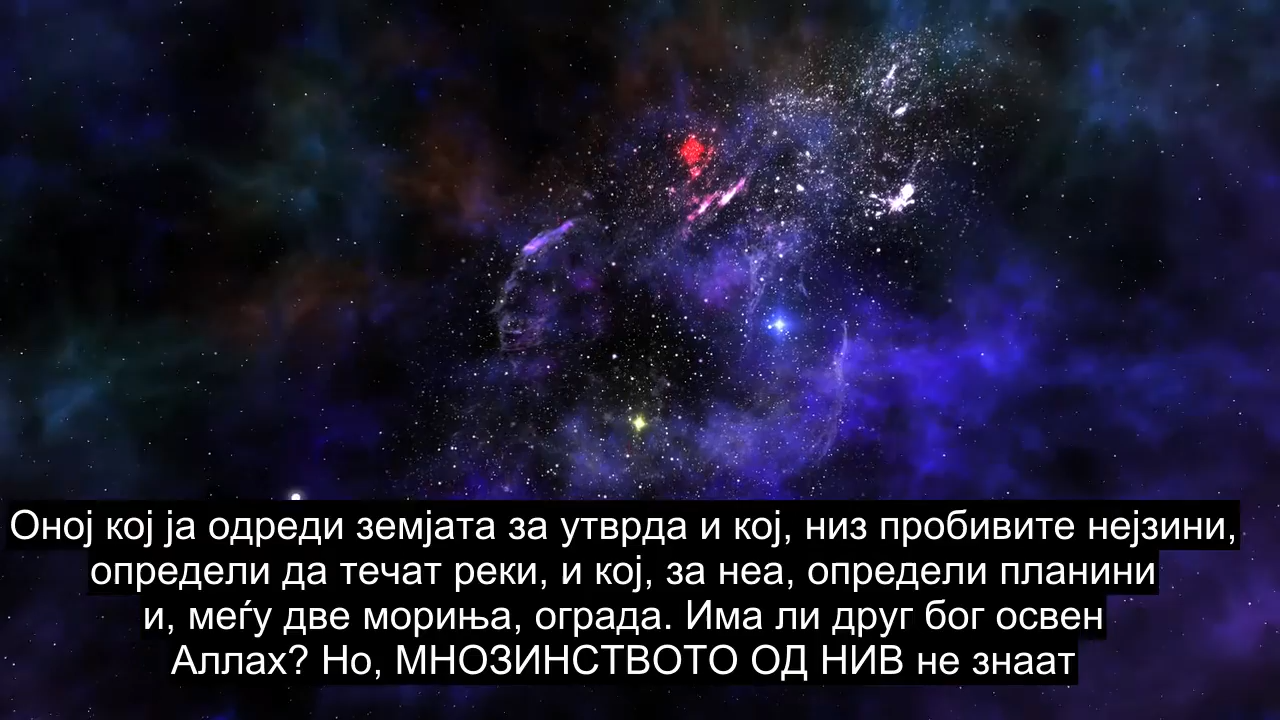 Оној кој ја одреди земјата за утврда и кој, низ пробивите нејзини,
определи да течат реки, и кој, за неа, определи планини
и, меѓу две мориња, ограда. Има ли друг бог освен
Аллах? Но, МНОЗИНСТВОТО ОД НИВ не знаат